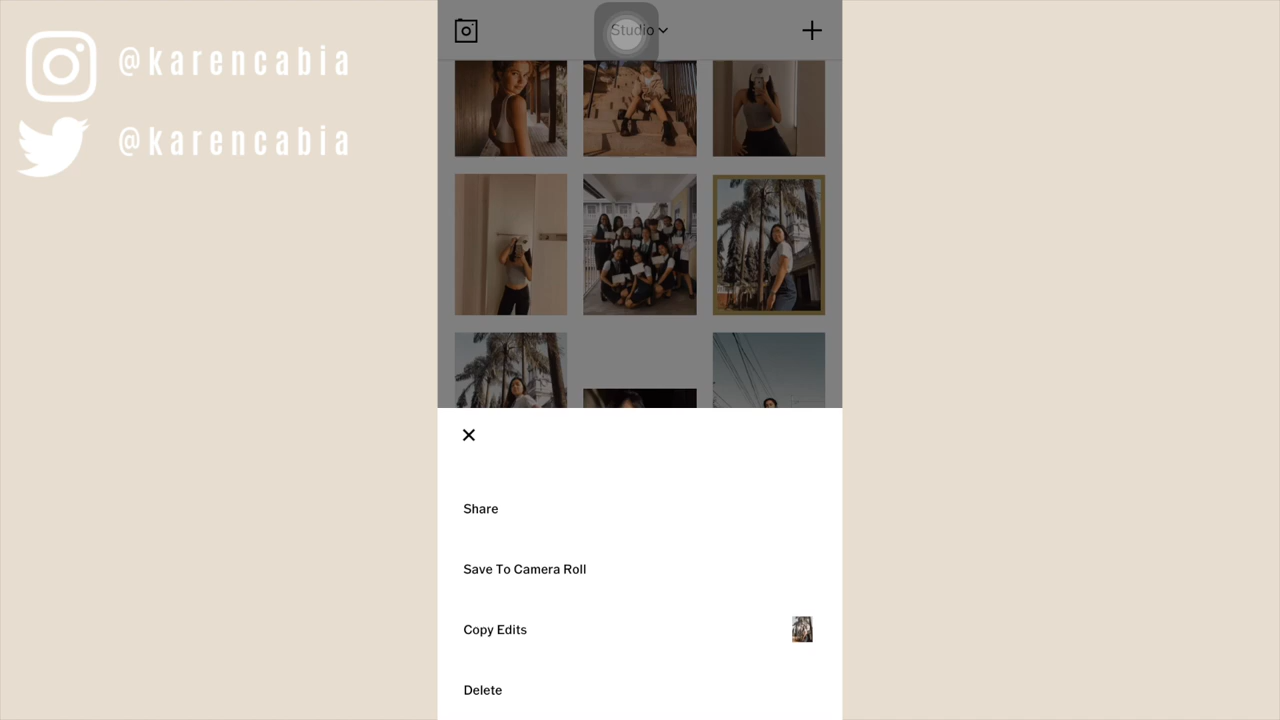 @karencabia
@karencabia
Studio
Share
Save To Camera Roll
Copy Edits
Delete